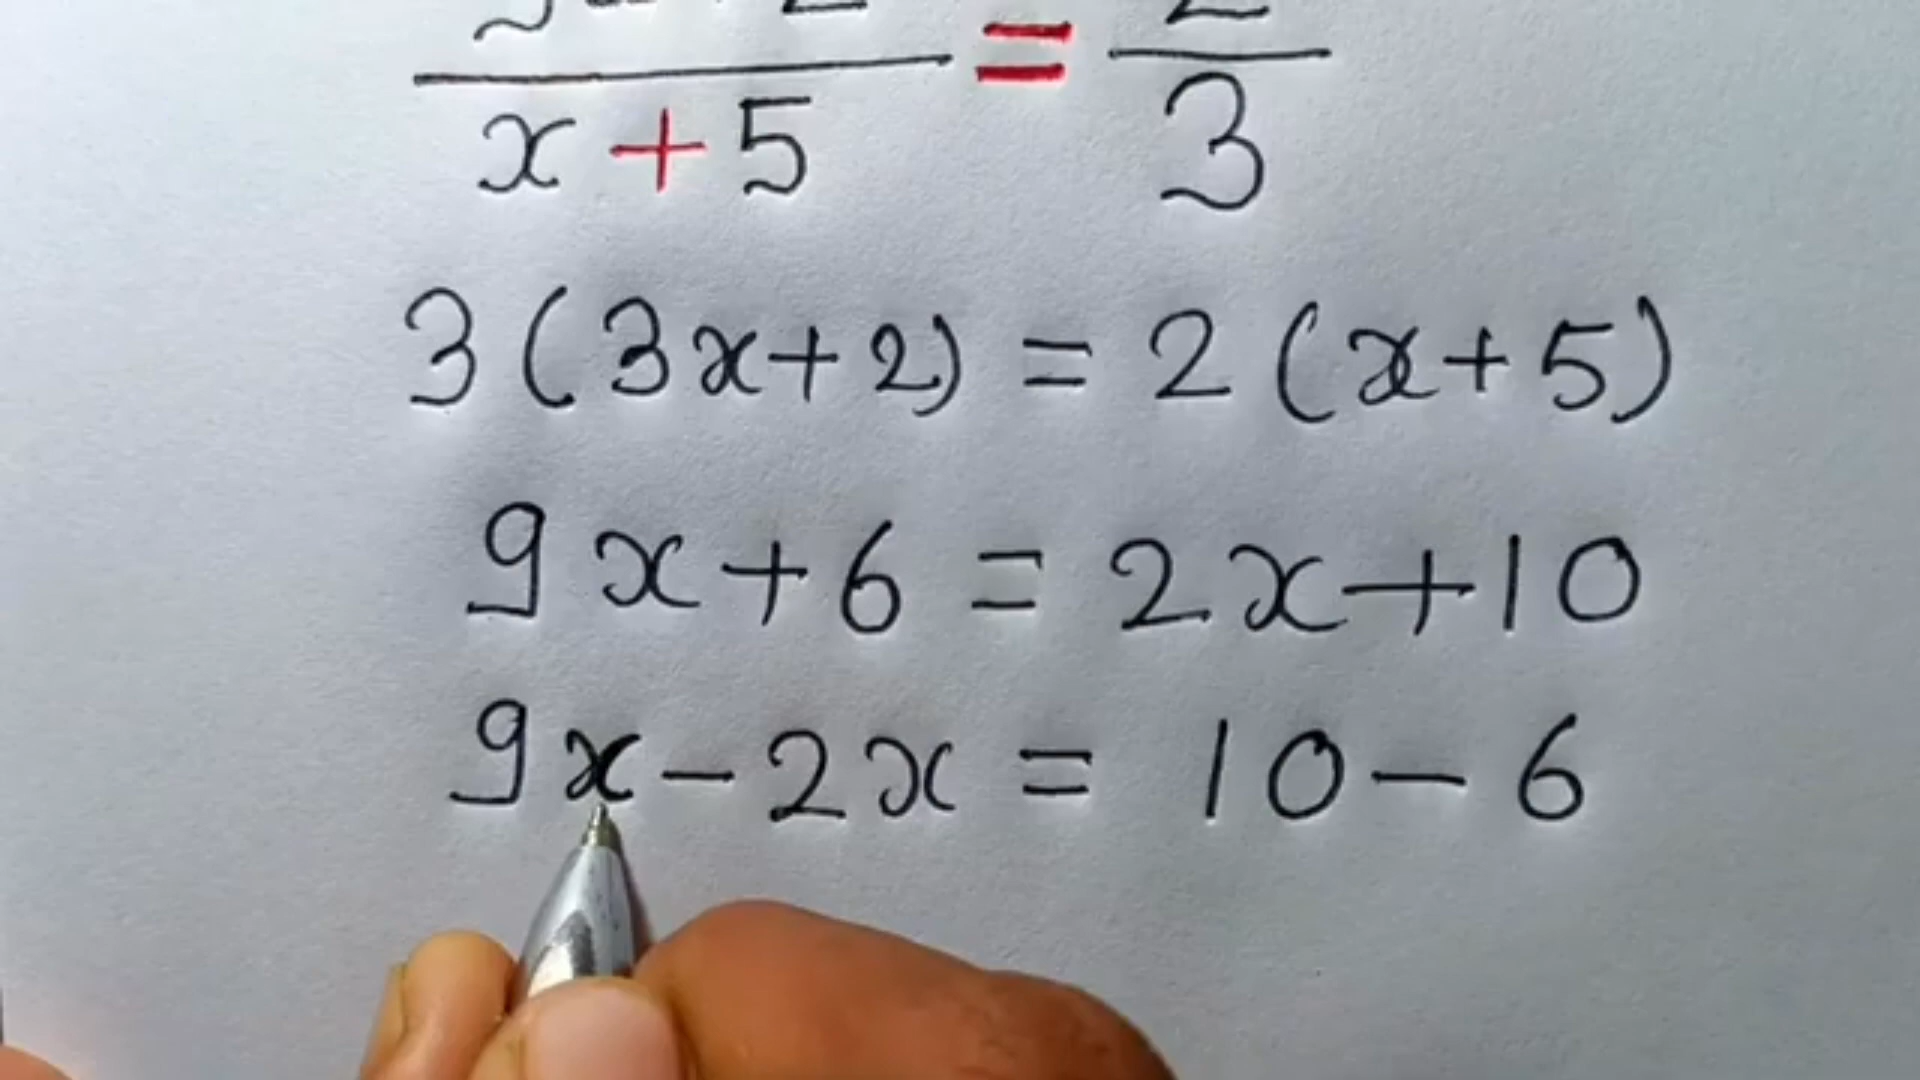 x + 5 = 3
3 (3x + 2) = 2 (x + 5)
9x + 6 = 2x + 10
9x - 2x = 10 - 6